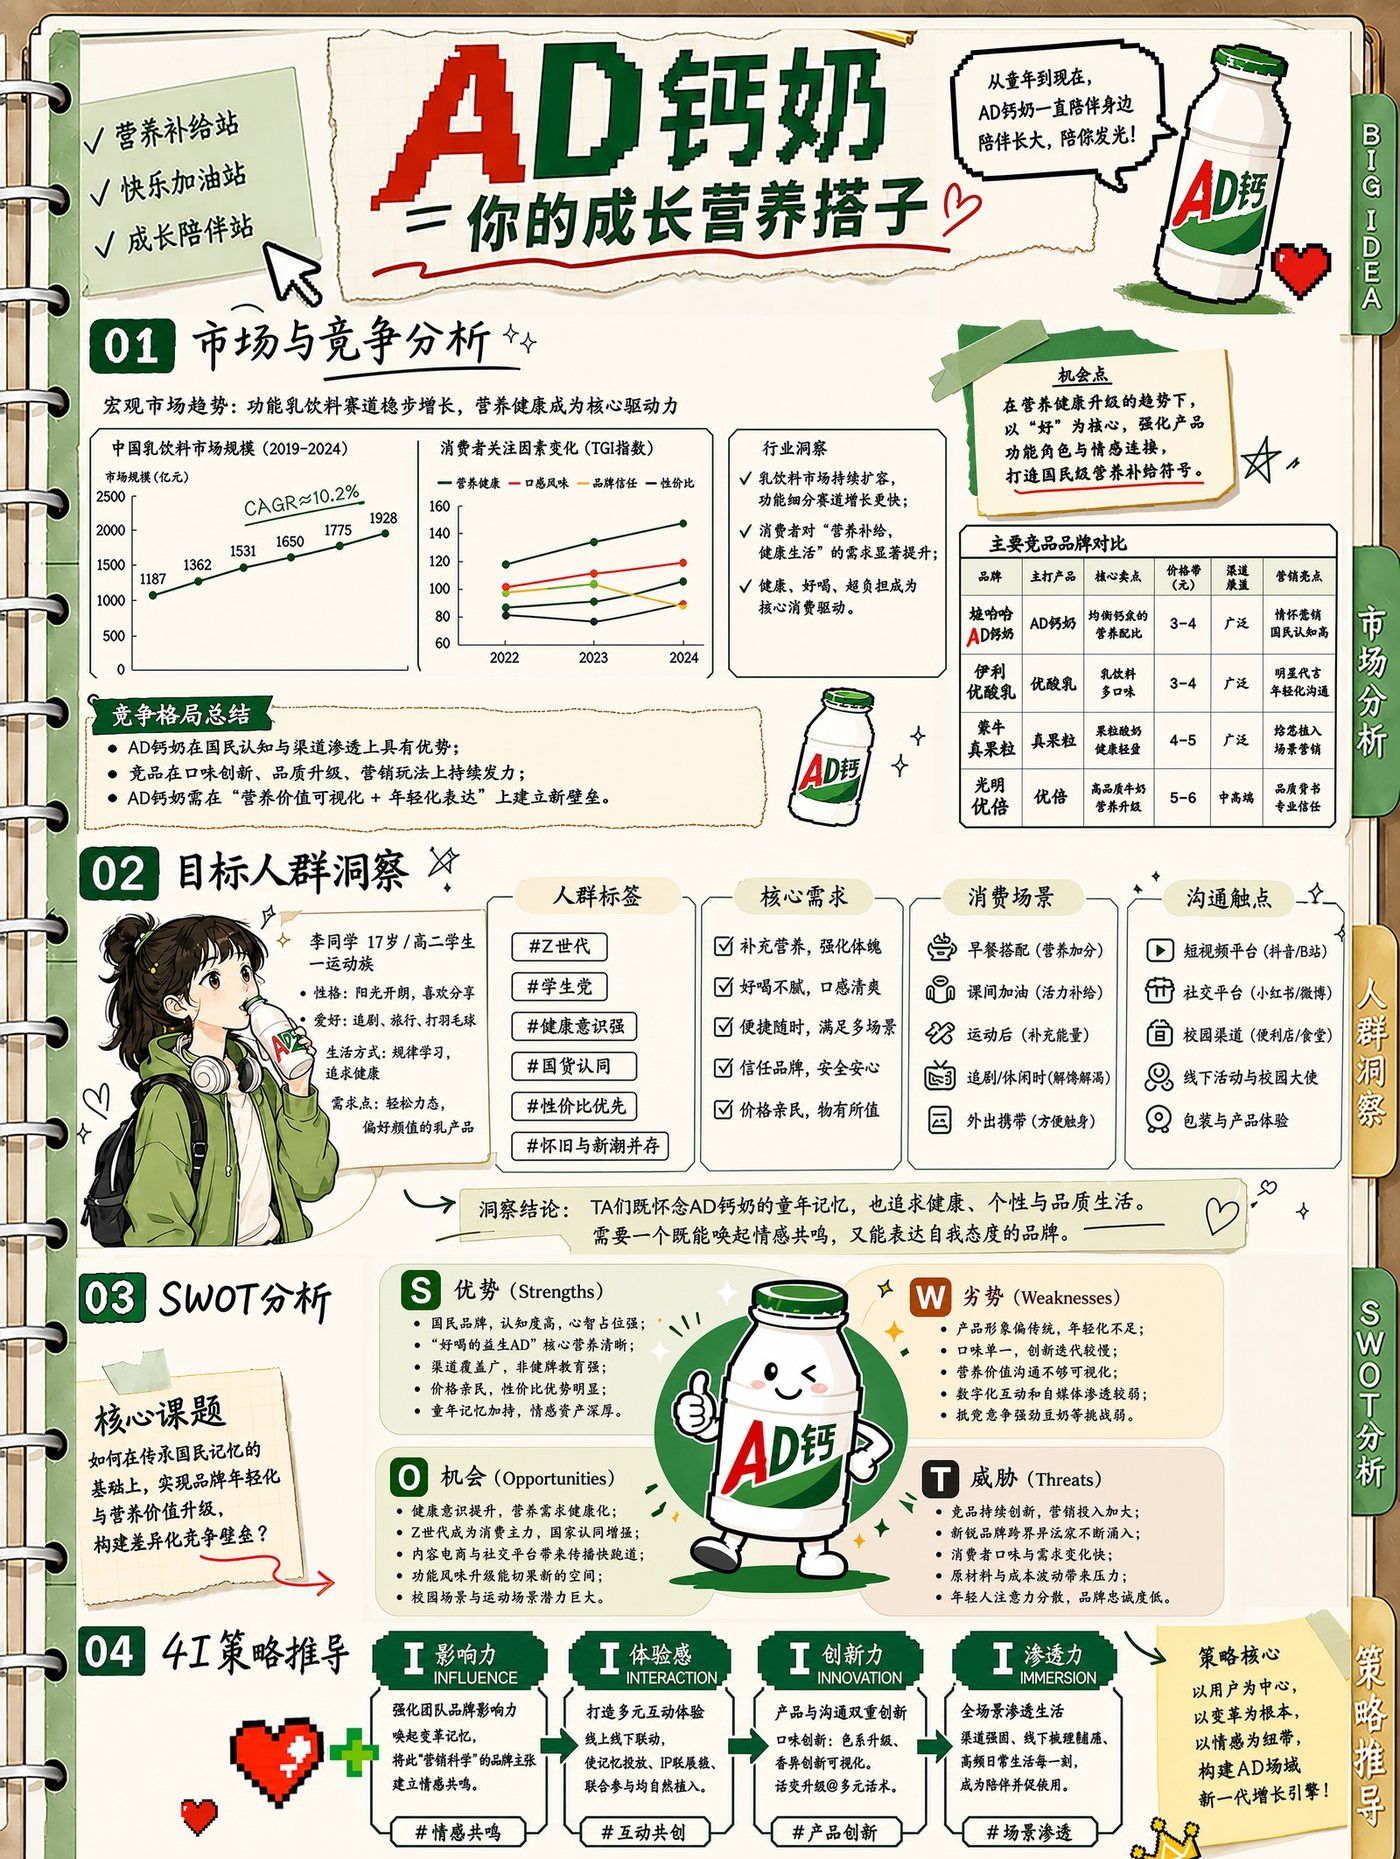 AD钙奶
=你的成长营养搭子
✓ 营养补给站
✓ 快乐加油站
✓ 成长陪伴站
从童年到现在，
AD钙奶一直陪伴身边
陪伴长大，陪你发光！
AD钙
BIG IDEA
01 市场与竞争分析
宏观市场趋势：功能乳饮料赛道稳步增长，营养健康成为核心驱动力
中国乳饮料市场规模（2019-2024）
市场规模（亿元）
CAGR≈10.2%
2500
2000
1500
1000
500
0
1187
1362
1531
1650
1775
1928
消费者关注因素变化（TGI指数）
营养健康 口感风味 品牌信任 性价比
160
140
120
100
80
60
2022 2023 2024
行业洞察
✓ 乳饮料市场持续扩容，
功能细分赛道增长更快；
✓ 消费者对“营养补给，
健康生活”的需求显著提升；
✓ 健康、好喝、超负担成为
核心消费驱动。
机会点
在营养健康升级的趋势下，
以“好”为核心，强化产品
功能角色与情感连接，
打造国民级营养补给符号。
主要竞品品牌对比
品牌 主打产品 核心卖点 价格带（元） 渠道 营销亮点
哈哈 AD钙奶 AD钙奶 均衡钙 营养配比 3-4 广泛 情怀营销 国民认知高
伊利 优酸乳 优酸乳 乳饮料 多口味 3-4 广泛 明星代言 年轻化沟通
蒙牛 真果粒 真果粒 果粒酸奶 健康轻 4-5 广泛 植入 场景营销
光明 优倍 优倍 高品质牛奶 营养升级 5-6 中高端 品质背书 专业信任
市场分析
竞争格局总结
● AD钙奶在国民认知与渠道渗透上具有优势；
● 竞品在口味创新、品质升级、营销玩法上持续发力；
● AD钙奶需在“营养价值可视化 + 年轻化表达”上建立新壁垒。
AD钙
02 目标人群洞察
李同学 17岁/高二学生
一运动族
• 性格：阳光开朗，喜欢分享
• 爱好：追剧、旅行、打羽毛球
生活方式：规律学习，
追求健康
需求点：轻松力态，
偏好颜值的乳产品
人群标签
#Z世代
#学生党
#健康意识强
#国货认同
#性价比优先
#怀旧与新潮并存
核心需求
补充营养，强化体魄
好喝不腻，口感清爽
便捷随时，满足多场景
信任品牌，安全安心
价格亲民，物有所值
消费场景
早餐搭配（营养加分）
课间加油（活力补给）
运动后（补充能量）
追剧/休闲时（解馋解渴）
外出携带（方便触身）
沟通触点
短视频平台（抖音/B站）
社交平台（小红书/微博）
校园渠道（便利店/食堂）
线下活动与校园大使
包装与产品体验
人群洞察
洞察结论： TA们既怀念AD钙奶的童年记忆，也追求健康、个性与品质生活。
需要一个既能唤起情感共鸣，又能表达自我态度的品牌。
03 SWOT分析
核心课题
如何在传承国民记忆的
基础上，实现品牌年轻化
与营养价值升级，
构建差异化竞争壁垒？
S 优势（Strengths）
• 国民品牌，认知度高，心智占位强；
• “好喝的益生AD”核心营养清晰；
• 渠道覆盖广，非健牌教育强；
• 价格亲民，性价比优势明显；
• 童年记忆加持，情感资产深厚。
W 劣势（Weaknesses）
• 产品形象偏传统，年轻化不足；
• 口味单一，创新迭代较慢；
• 营养价值沟通不够可视化；
• 数字化互动和自媒体渗透较弱；
• 抵竞意争强劲豆奶等挑战弱。
AD钙
O 机会（Opportunities）
• 健康意识提升，营养需求健康化；
• Z世代成为消费主力，国家认同增强；
• 内容电商与社交平台带来传播快跑道；
• 功能风味升级能切果新的空间；
• 校园场景与运动场景潜力巨大。
T 威胁（Threats）
• 竞品持续创新，营销投入加大；
• 新锐品牌跨界不断涌入；
• 消费者口味与需求变化快；
• 原材料与成本波动带来压力；
• 年轻人注意力分散，品牌忠诚度低。
SWOT分析
04 4I策略推导
I 影响力
INFLUENCE
强化团队品牌影响力
唤起变革记忆，
将此“营销科学”的品牌主张
建立情感共鸣。
#情感共鸣
I 体验感
INTERACTION
打造多元互动体验
线上线下联动，
使记忆投放、IP联展、
联合参与均自然植入。
#互动共创
I 创新力
INNOVATION
产品与沟通双重创新
口味创新：色系升级、
香异创新可视化。
话交升级@多元话术。
#产品创新
I 渗透力
IMMERSION
全场景渗透生活
渠道强固、线下梳理
高频日常生活每一刻，
成为陪伴并促使用。
#场景渗透
策略核心
以用户为中心，
以变革为根本，
以情感为纽带，
构建AD场域
新一代增长引擎！
策略推导